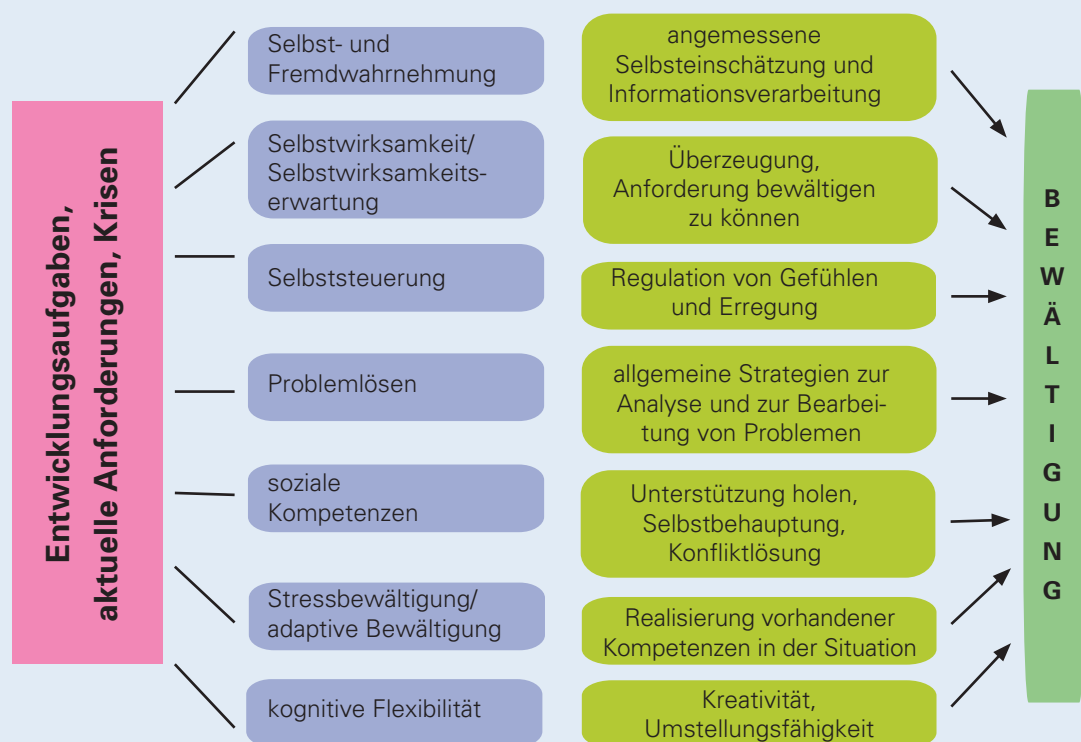 Entwicklungsaufgaben,
aktuelle Anforderungen, Krisen
Selbst- und
Fremdwahrnehmung
angemessene
Selbsteinschätzung und
Informationsverarbeitung
Selbstwirksamkeit/
Selbstwirksamkeits-
erwartung
Überzeugung,
Anforderung bewältigen
zu können
Selbststeuerung
Regulation von Gefühlen
und Erregung
Problemlösen
allgemeine Strategien zur
Analyse und zur Bearbei-
tung von Problemen
soziale
Kompetenzen
Unterstützung holen,
Selbstbehauptung,
Konfliktlösung
Stressbewältigung/
adaptive Bewältigung
Realisierung vorhandener
Kompetenzen in der Situation
kognitive Flexibilität
Kreativität,
Umstellungsfähigkeit
BEWÄLTIGUNG